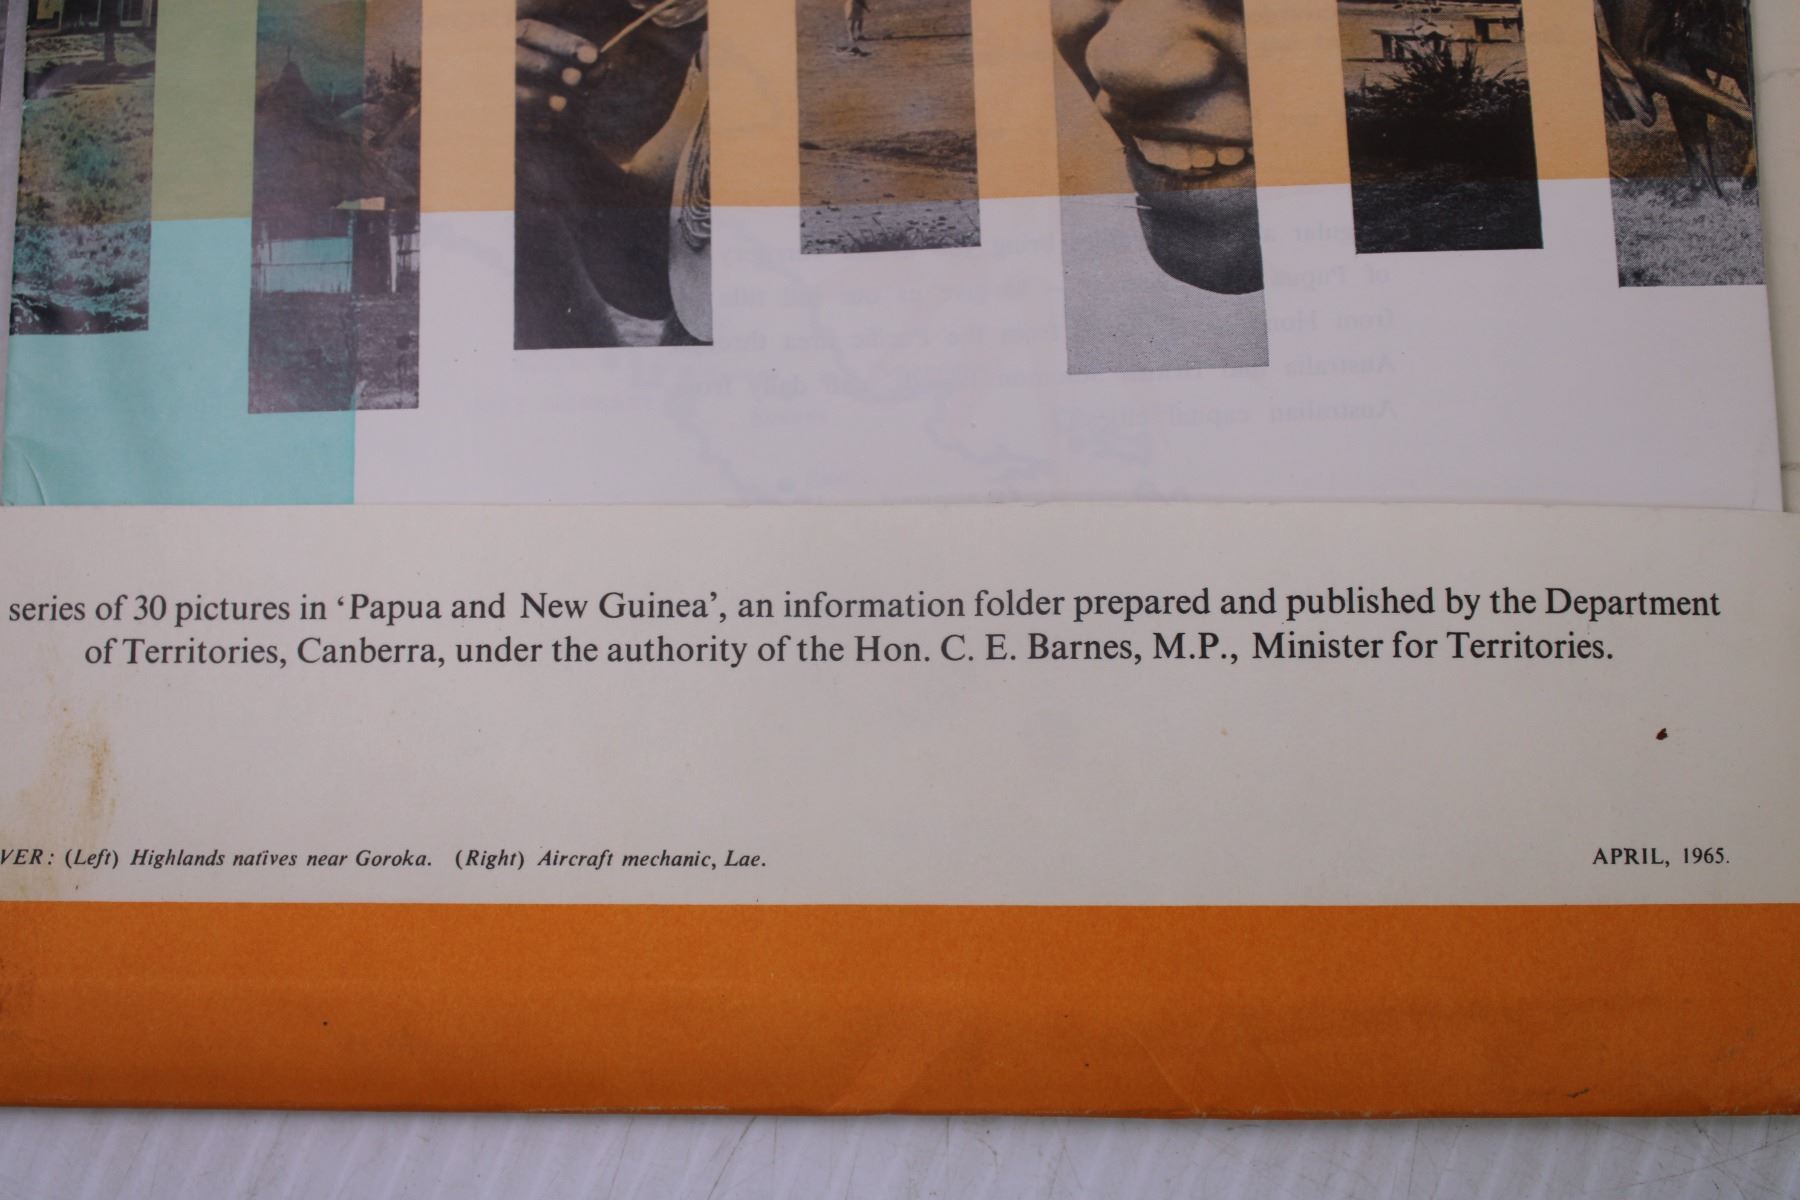 series of 30 pictures in ‘Papua and New Guinea’, an information folder prepared and published by the Department
of Territories, Canberra, under the authority of the Hon. C. E. Barnes, M.P., Minister for Territories.
VER: (Left) Highlands natives near Goroka. (Right) Aircraft mechanic, Lae.
APRIL, 1965.